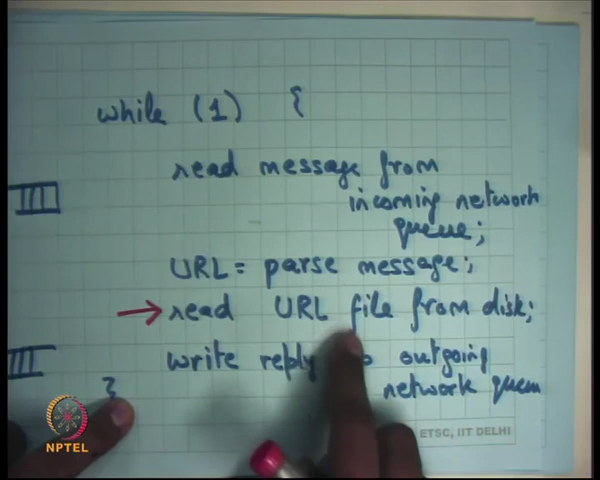 while (1) {
read message from
incoming network
queue;
URL = parse message;
read URL file from disk;
write reply outgoing
network
}
NPTEL
ETSC, IIT DELHI